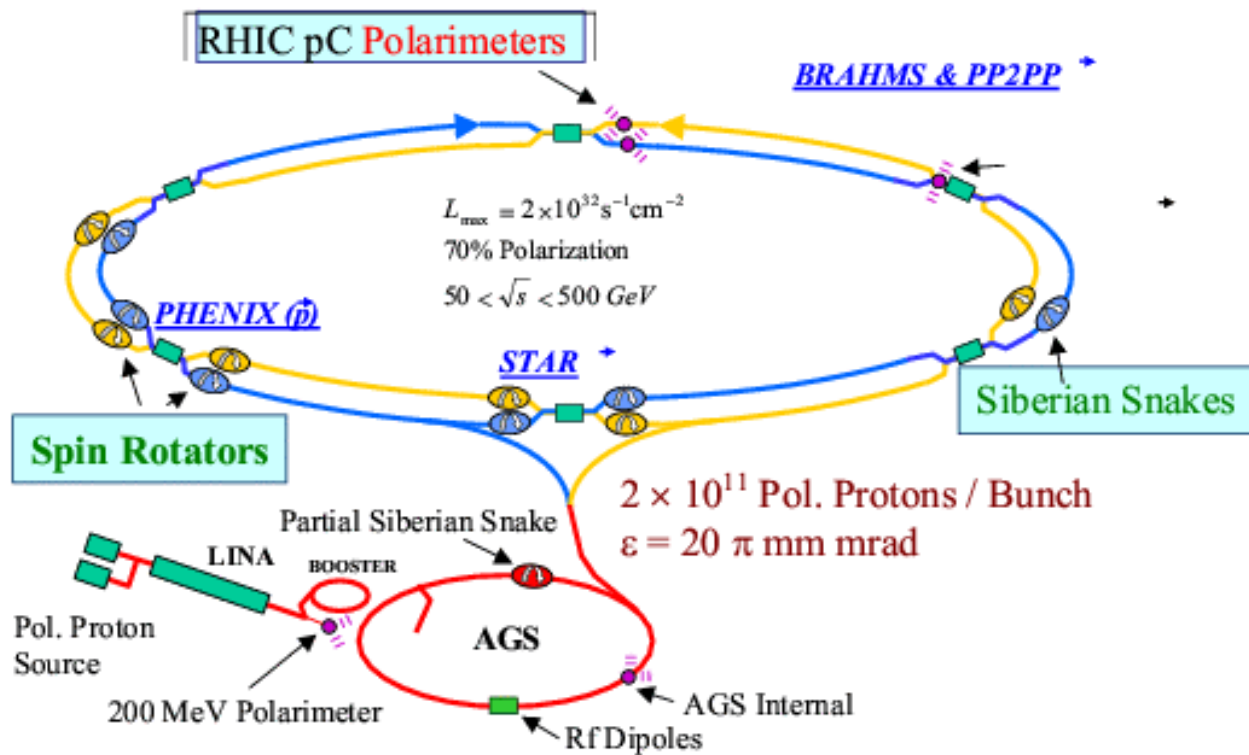 RHIC pC Polarimeters
BRAHMS & PP2PP
L max = 2 × 10^32 s^−1 cm^−2
70% Polarization
50 < √s < 500 GeV
PHENIX (p)
STAR
Siberian Snakes
Spin Rotators
2 × 10^11 Pol. Protons / Bunch
ε = 20 π mm mrad
Partial Siberian Snake
LINA
BOOSTER
AGS
Pol. Proton
Source
200 MeV Polarimeter
AGS Internal
Rf Dipoles